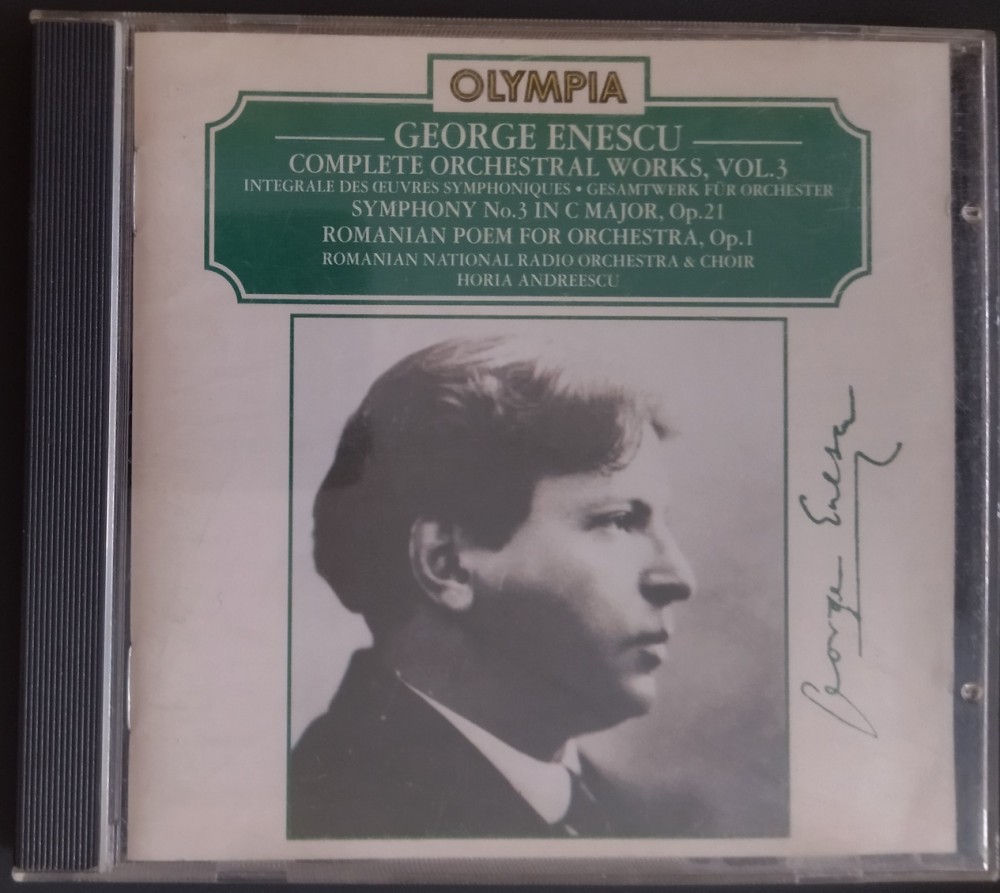 OLYMPIA
GEORGE ENESCU
COMPLETE ORCHESTRAL WORKS, VOL.3
INTEGRALE DES ŒUVRES SYMPHONIQUES • GESAMTWERK FÜR ORCHESTER
SYMPHONY No.3 IN C MAJOR, Op.21
ROMANIAN POEM FOR ORCHESTRA, Op.1
ROMANIAN NATIONAL RADIO ORCHESTRA & CHOIR
HORIA ANDREESCU
George Enescu